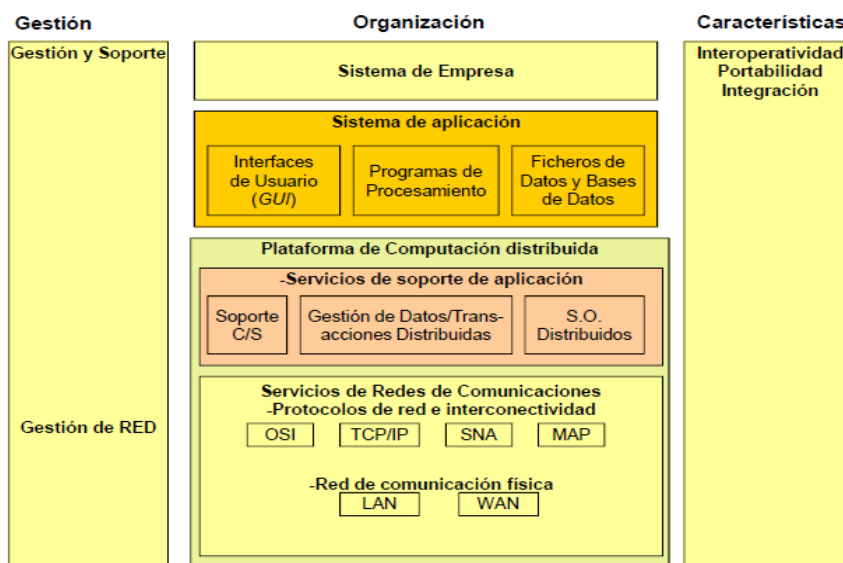 Gestión
Organización
Características
Gestión y Soporte
Gestión de RED
Sistema de Empresa
Sistema de aplicación
Interfaces
de Usuario
(GUI)
Programas de
Procesamiento
Ficheros de
Datos y Bases
de Datos
Plataforma de Computación distribuida
-Servicios de soporte de aplicación
Soporte
C/S
Gestión de Datos/Trans-
acciones Distribuidas
S.O.
Distribuidos
Servicios de Redes de Comunicaciones
-Protocolos de red e interconectividad
OSI
TCP/IP
SNA
MAP
-Red de comunicación física
LAN
WAN
Interoperatividad
Portabilidad
Integración